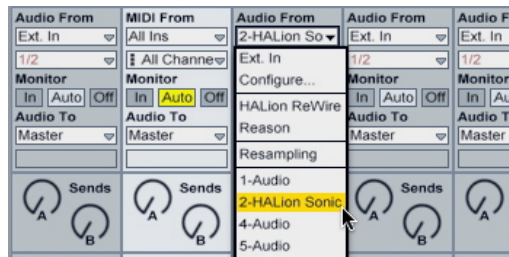 Audio From
Ext. In
1/2
Monitor
In Auto Off
Audio To
Master
Sends
A
B
MIDI From
All Ins
All Channe
Monitor
In Auto Off
Audio To
Master
Sends
A
B
Audio From
2-HALion So
Ext. In
Configure...
HALion ReWire
Reason
Resampling
1-Audio
2-HALion Sonic
4-Audio
5-Audio
Audio From
Ext. In
1/2
Monitor
In Auto Off
Audio To
Master
Sends
A
B
Audio F
Ext. In
1/2
Monitor
In Au
Audio T
Master
A